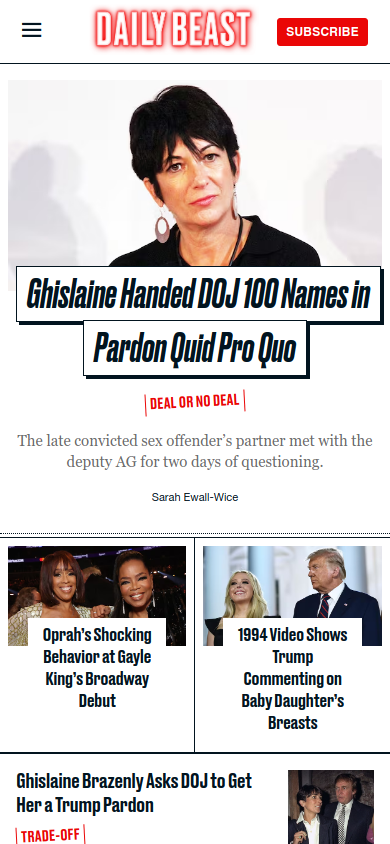 DAILY BEAST
SUBSCRIBE
Ghislaine Handed DOJ 100 Names in
Pardon Quid Pro Quo
DEAL OR NO DEAL
The late convicted sex offender's partner met with the
deputy AG for two days of questioning.
Sarah Ewall-Wice
Oprah's Shocking
Behavior at Gayle
King's Broadway
Debut
1994 Video Shows
Trump
Commenting on
Baby Daughter's
Breasts
Ghislaine Brazenly Asks DOJ to Get
Her a Trump Pardon
TRADE-OFF